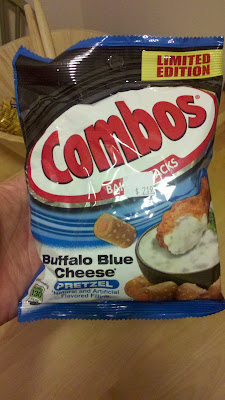 LIMITED
EDITION
Combos®
BAKED SNACKS
Buffalo Blue
Cheese
PRETZEL
Natural and Artificial
Flavored Filling